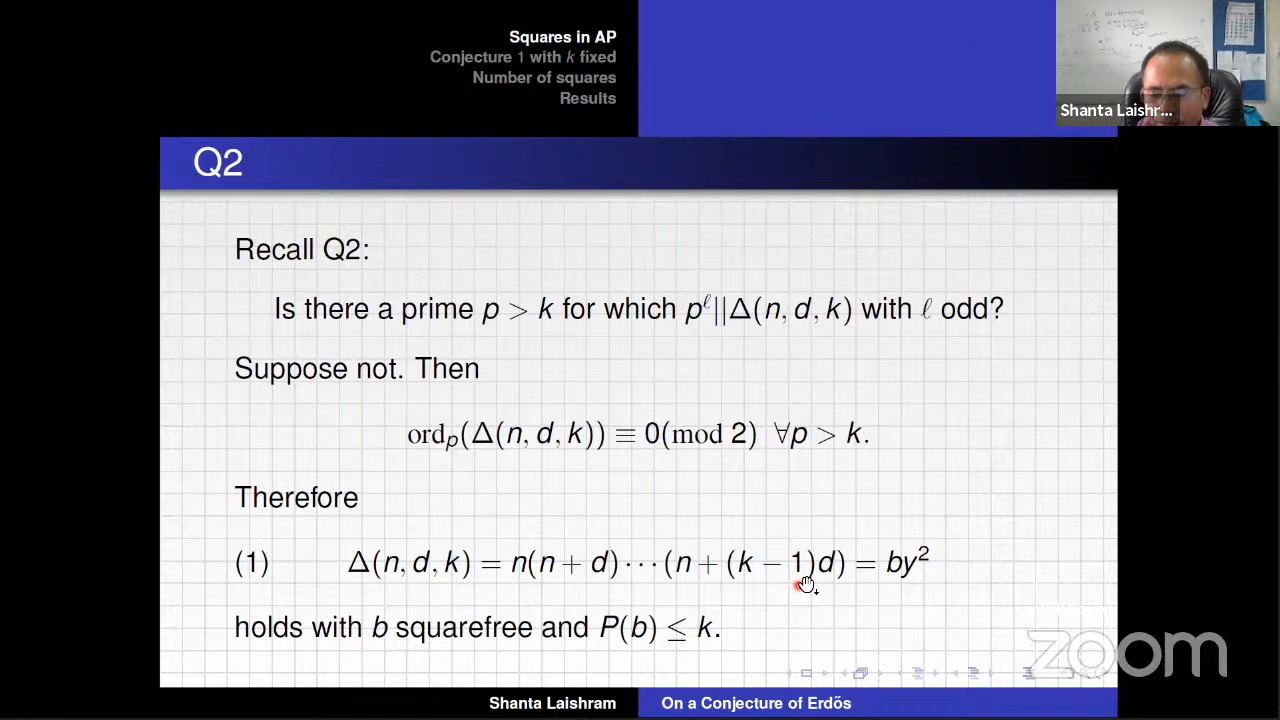 Squares in AP
Conjecture 1 with k fixed
Number of squares
Results
Shanta Laishr...
Q2
Recall Q2:
Is there a prime p > k for which p^ℓ||Δ(n, d, k) with ℓ odd?
Suppose not. Then
ord_p(Δ(n, d, k)) ≡ 0(mod 2) ∀p > k.
Therefore
(1) Δ(n, d, k) = n(n + d) ··· (n + (k − 1)d) = by²
holds with b squarefree and P(b) ≤ k.
zoom
Shanta Laishram
On a Conjecture of Erdős